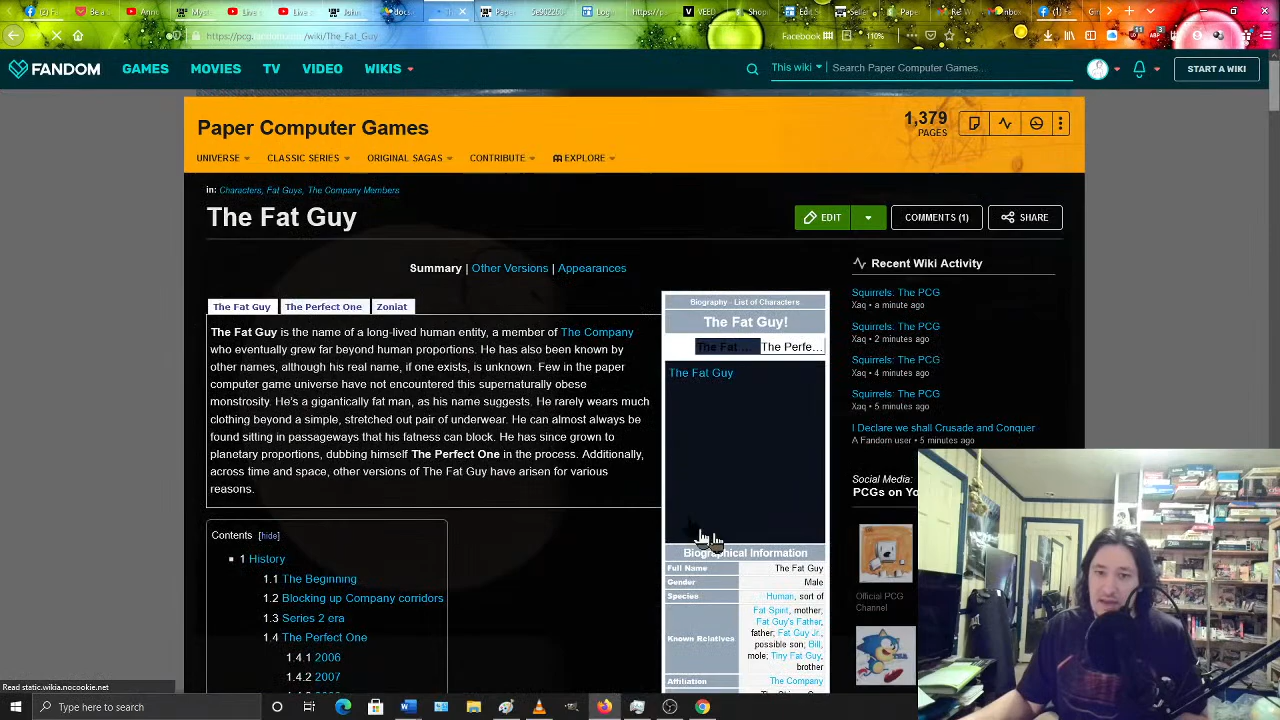 https://pcg.fandom.com/wiki/The_Fat_Guy
110%
Facebook
FANDOM
GAMES
MOVIES
TV
VIDEO
WIKIS
This wiki
Search Paper Computer Games...
START A WIKI
Paper Computer Games
1,379
PAGES
UNIVERSE
CLASSIC SERIES
ORIGINAL SAGAS
CONTRIBUTE
EXPLORE
in: Characters, Fat Guys, The Company Members
The Fat Guy
EDIT
COMMENTS (1)
SHARE
Summary | Other Versions | Appearances
The Fat Guy
The Perfect One
Zoniat
The Fat Guy is the name of a long-lived human entity, a member of The Company
who eventually grew far beyond human proportions. He has also been known by
other names, although his real name, if one exists, is unknown. Few in the paper
computer game universe have not encountered this supernaturally obese
monstrosity. He's a gigantically fat man, as his name suggests. He rarely wears much
clothing beyond a simple, stretched out pair of underwear. He can almost always be
found sitting in passageways that his fatness can block. He has since grown to
planetary proportions, dubbing himself The Perfect One in the process. Additionally,
across time and space, other versions of The Fat Guy have arisen for various
reasons.
Contents [hide]
1 History
1.1 The Beginning
1.2 Blocking up Company corridors
1.3 Series 2 era
1.4 The Perfect One
1.4.1 2006
1.4.2 2007
Biography - List of Characters
The Fat Guy!
The Fat ...
The Perfe...
The Fat Guy
Biographical Information
Full Name The Fat Guy
Gender Male
Species Human, sort of
Known Relatives
Fat Spirit, mother;
Fat Guy's Father,
father; Fat Guy Jr.,
possible son; Bill,
mole; Tiny Fat Guy,
brother
Affiliation The Company
Recent Wiki Activity
Squirrels: The PCG
Xaq • a minute ago
Squirrels: The PCG
Xaq • 2 minutes ago
Squirrels: The PCG
Xaq • 4 minutes ago
Squirrels: The PCG
Xaq • 5 minutes ago
I Declare we shall Crusade and Conquer
A Fandom user • 5 minutes ago
Social Media:
PCGs on Yo
Official PCG
Channel
Type here to search